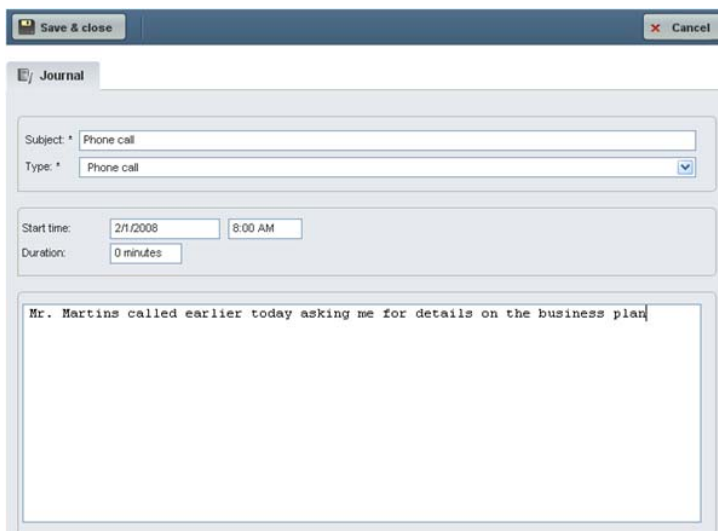 Save & close
Cancel
Journal
Subject: * Phone call
Type: * Phone call
Start time: 2/1/2008 8:00 AM
Duration: 0 minutes
Mr. Martins called earlier today asking me for details on the business plan